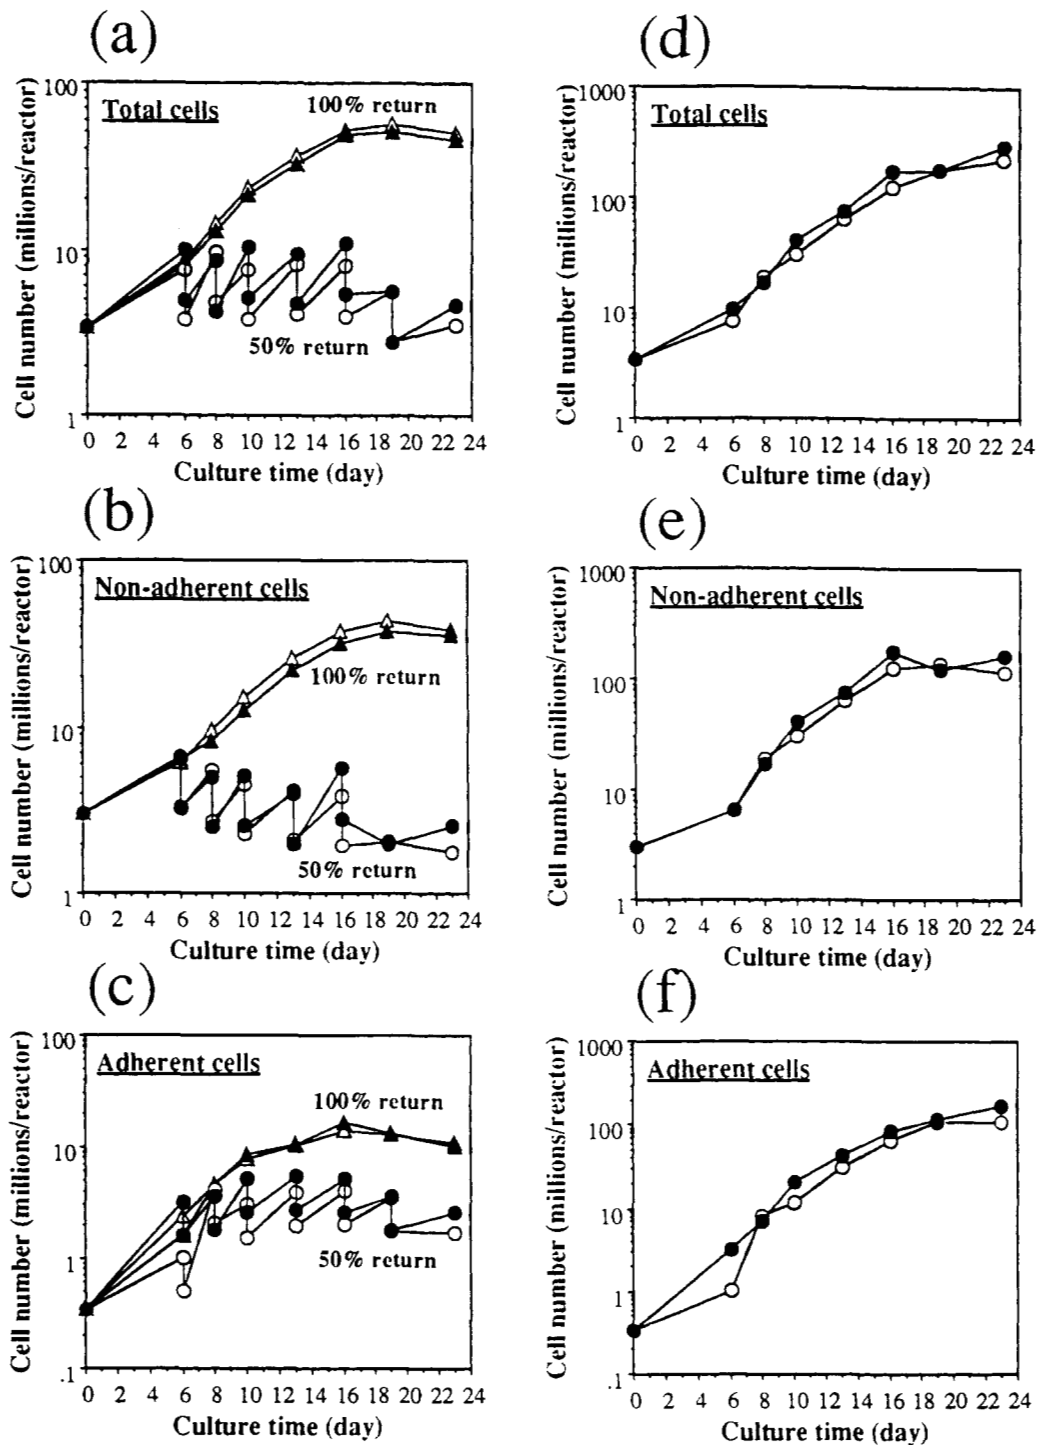 (a)
100
10
1
Cell number (millions/reactor)
Total cells
100% return
50% return
0 2 4 6 8 10 12 14 16 18 20 22 24
Culture time (day)
(d)
1000
100
10
1
Cell number (millions/reactor)
Total cells
0 2 4 6 8 10 12 14 16 18 20 22 24
Culture time (day)
(b)
100
10
1
Cell number (millions/reactor)
Non-adherent cells
100% return
50% return
0 2 4 6 8 10 12 14 16 18 20 22 24
Culture time (day)
(e)
1000
100
10
1
Cell number (millions/reactor)
Non-adherent cells
0 2 4 6 8 10 12 14 16 18 20 22 24
Culture time (day)
(c)
100
10
1
.1
Cell number (millions/reactor)
Adherent cells
100% return
50% return
0 2 4 6 8 10 12 14 16 18 20 22 24
Culture time (day)
(f)
1000
100
10
1
.1
Cell number (millions/reactor)
Adherent cells
0 2 4 6 8 10 12 14 16 18 20 22 24
Culture time (day)